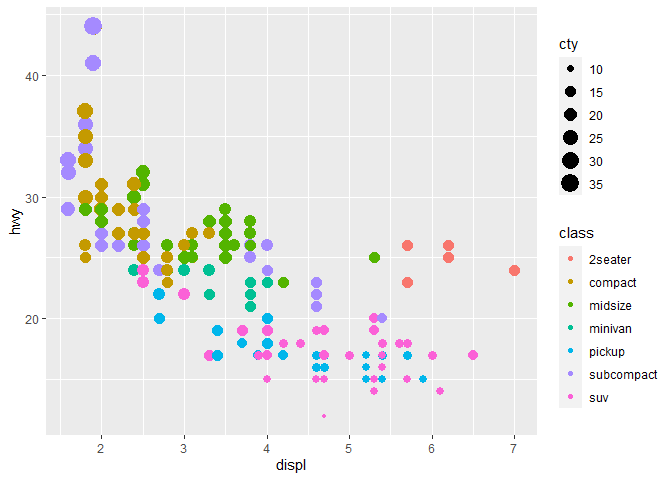 hwy
40
30
20
2
3
4
5
6
7
displ
cty
10
15
20
25
30
35
class
2seater
compact
midsize
minivan
pickup
subcompact
suv